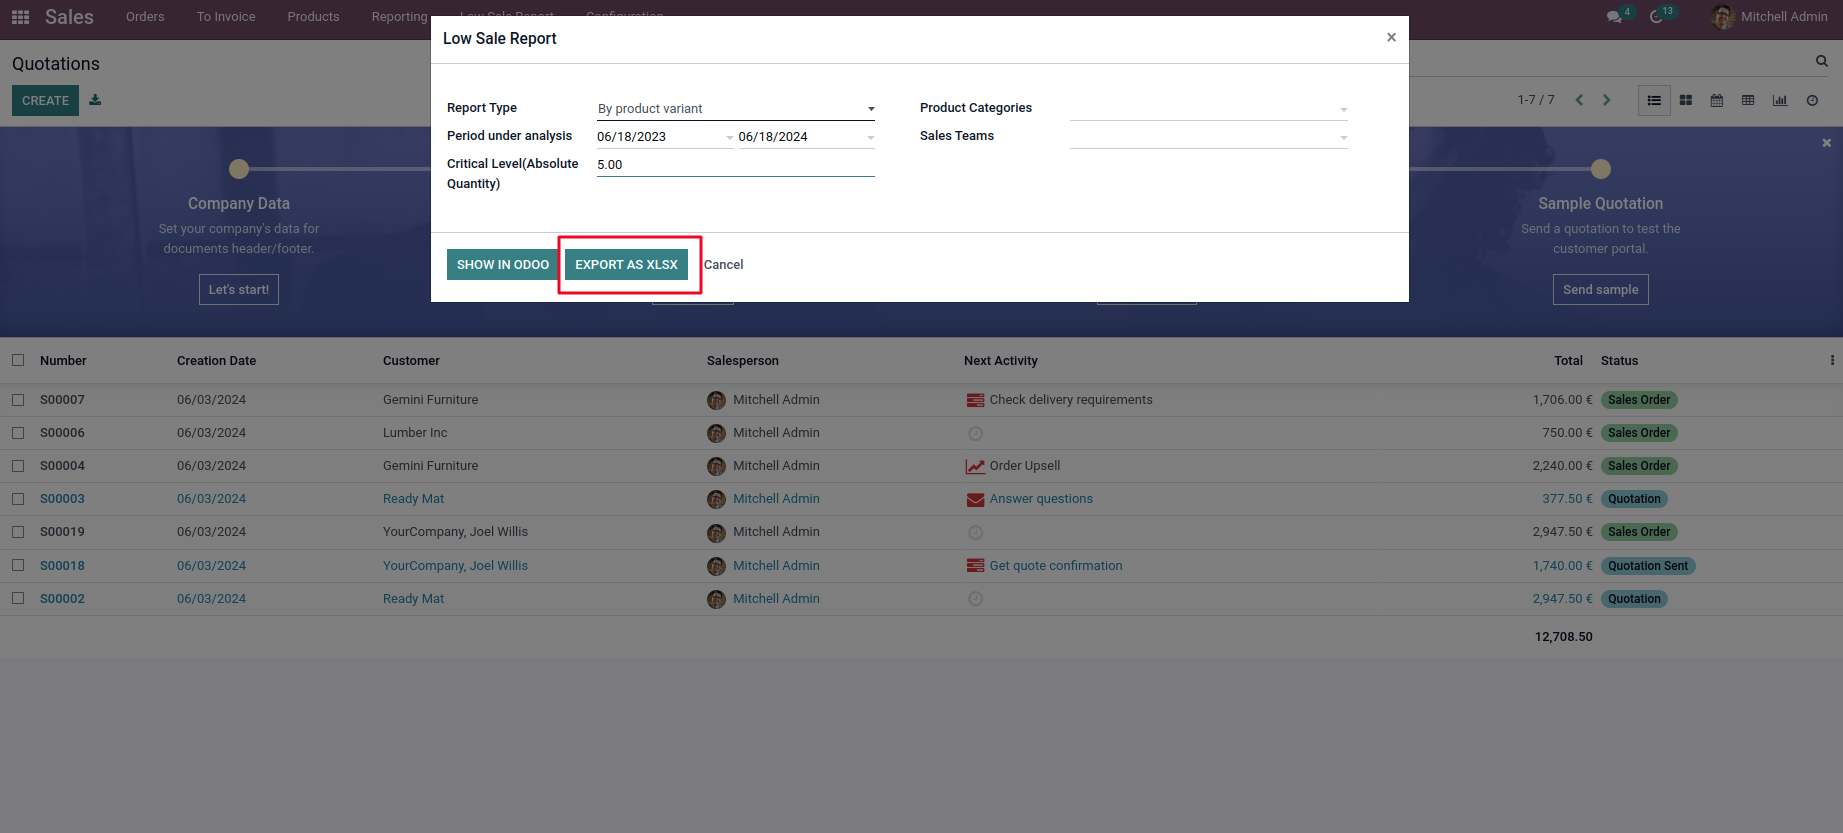 Sales Orders To Invoice Products Reporting Low Sale Report Configuration 4 13 Mitchell Admin
Low Sale Report ×
Quotations
CREATE
1-7 / 7
Report Type By product variant Product Categories
Period under analysis 06/18/2023 06/18/2024 Sales Teams
Critical Level(Absolute Quantity) 5.00
SHOW IN ODOO EXPORT AS XLSX Cancel
Company Data
Set your company's data for
documents header/footer.
Let's start!
Sample Quotation
Send a quotation to test the
customer portal.
Send sample
Number Creation Date Customer Salesperson Next Activity Total Status
S00007 06/03/2024 Gemini Furniture Mitchell Admin Check delivery requirements 1,706.00 € Sales Order
S00006 06/03/2024 Lumber Inc Mitchell Admin 750.00 € Sales Order
S00004 06/03/2024 Gemini Furniture Mitchell Admin Order Upsell 2,240.00 € Sales Order
S00003 06/03/2024 Ready Mat Mitchell Admin Answer questions 377.50 € Quotation
S00019 06/03/2024 YourCompany, Joel Willis Mitchell Admin 2,947.50 € Sales Order
S00018 06/03/2024 YourCompany, Joel Willis Mitchell Admin Get quote confirmation 1,740.00 € Quotation Sent
S00002 06/03/2024 Ready Mat Mitchell Admin 2,947.50 € Quotation
12,708.50